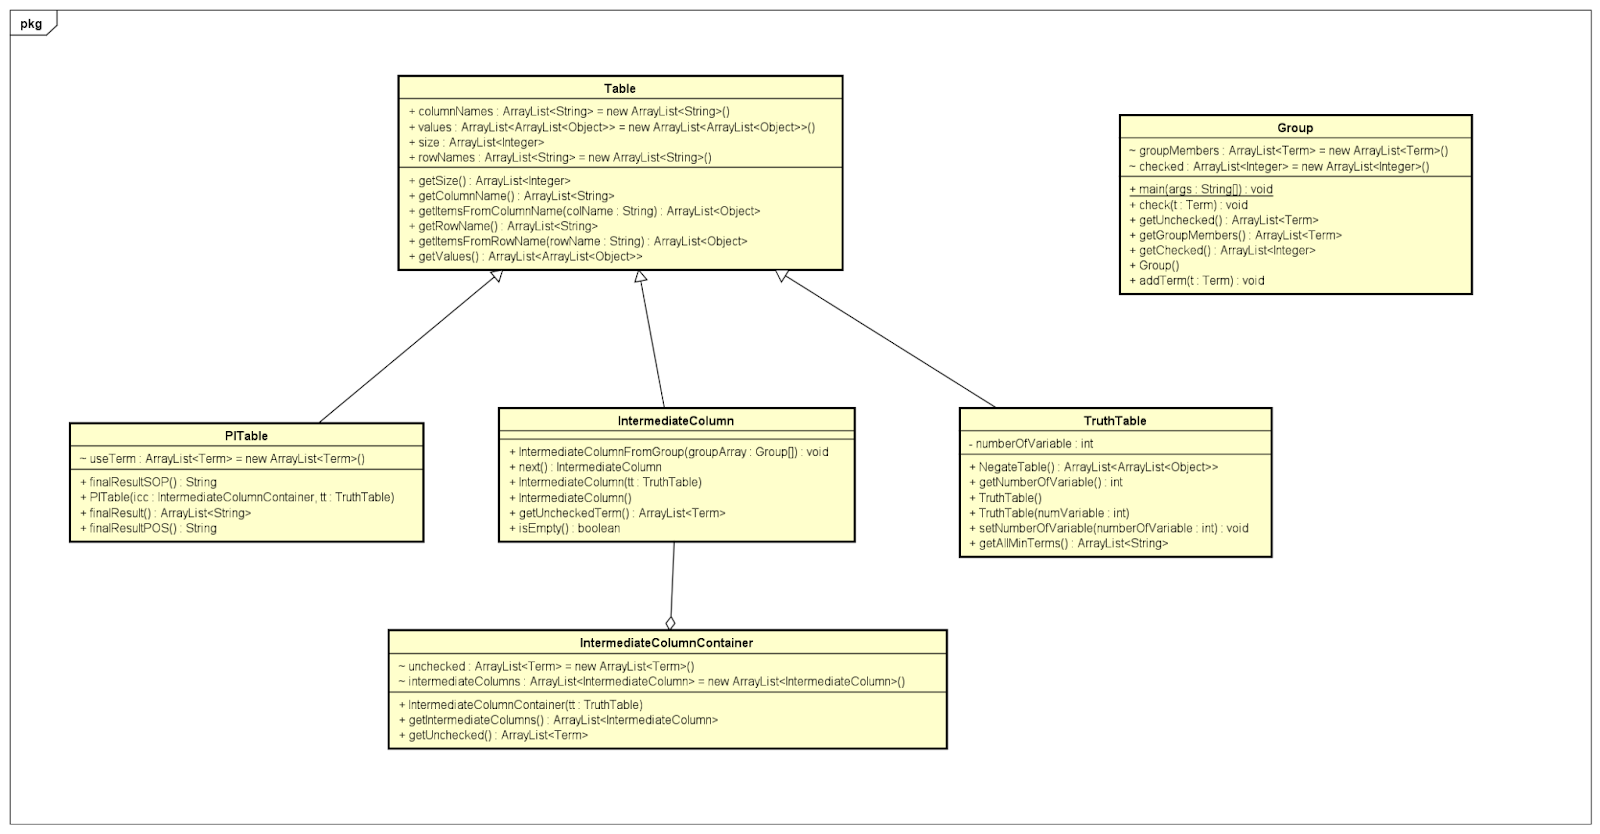 pkg
Table
+ columnNames : ArrayList<String> = new ArrayList<String>()
+ values : ArrayList<ArrayList<Object>> = new ArrayList<ArrayList<Object>>()
+ size : ArrayList<Integer>
+ rowNames : ArrayList<String> = new ArrayList<String>()
+ getSize() : ArrayList<Integer>
+ getColumnName() : ArrayList<String>
+ getItemsFromColumnName(colName : String) : ArrayList<Object>
+ getRowName() : ArrayList<String>
+ getItemsFromRowName(rowName : String) : ArrayList<Object>
+ getValues() : ArrayList<ArrayList<Object>>
Group
~ groupMembers : ArrayList<Term> = new ArrayList<Term>()
~ checked : ArrayList<Integer> = new ArrayList<Integer>()
+ main(args : String[]) : void
+ check(t : Term) : void
+ getUnchecked() : ArrayList<Term>
+ getGroupMembers() : ArrayList<Term>
+ getChecked() : ArrayList<Integer>
+ Group()
+ addTerm(t : Term) : void
PITable
~ useTerm : ArrayList<Term> = new ArrayList<Term>()
+ finalResultSOP() : String
+ PITable(icc : IntermediateColumnContainer, tt : TruthTable)
+ finalResult() : ArrayList<String>
+ finalResultPOS() : String
IntermediateColumn
+ IntermediateColumnFromGroup(groupArray : Group[]) : void
+ next() : IntermediateColumn
+ IntermediateColumn(tt : TruthTable)
+ IntermediateColumn()
+ getUncheckedTerm() : ArrayList<Term>
+ isEmpty() : boolean
TruthTable
- numberOfVariable : int
+ NegateTable() : ArrayList<ArrayList<Object>>
+ getNumberOfVariable() : int
+ TruthTable()
+ TruthTable(numVariable : int)
+ setNumberOfVariable(numberOfVariable : int) : void
+ getAllMinTerms() : ArrayList<String>
IntermediateColumnContainer
~ unchecked : ArrayList<Term> = new ArrayList<Term>()
~ intermediateColumns : ArrayList<IntermediateColumn> = new ArrayList<IntermediateColumn>()
+ IntermediateColumnContainer(tt : TruthTable)
+ getIntermediateColumns() : ArrayList<IntermediateColumn>
+ getUnchecked() : ArrayList<Term>